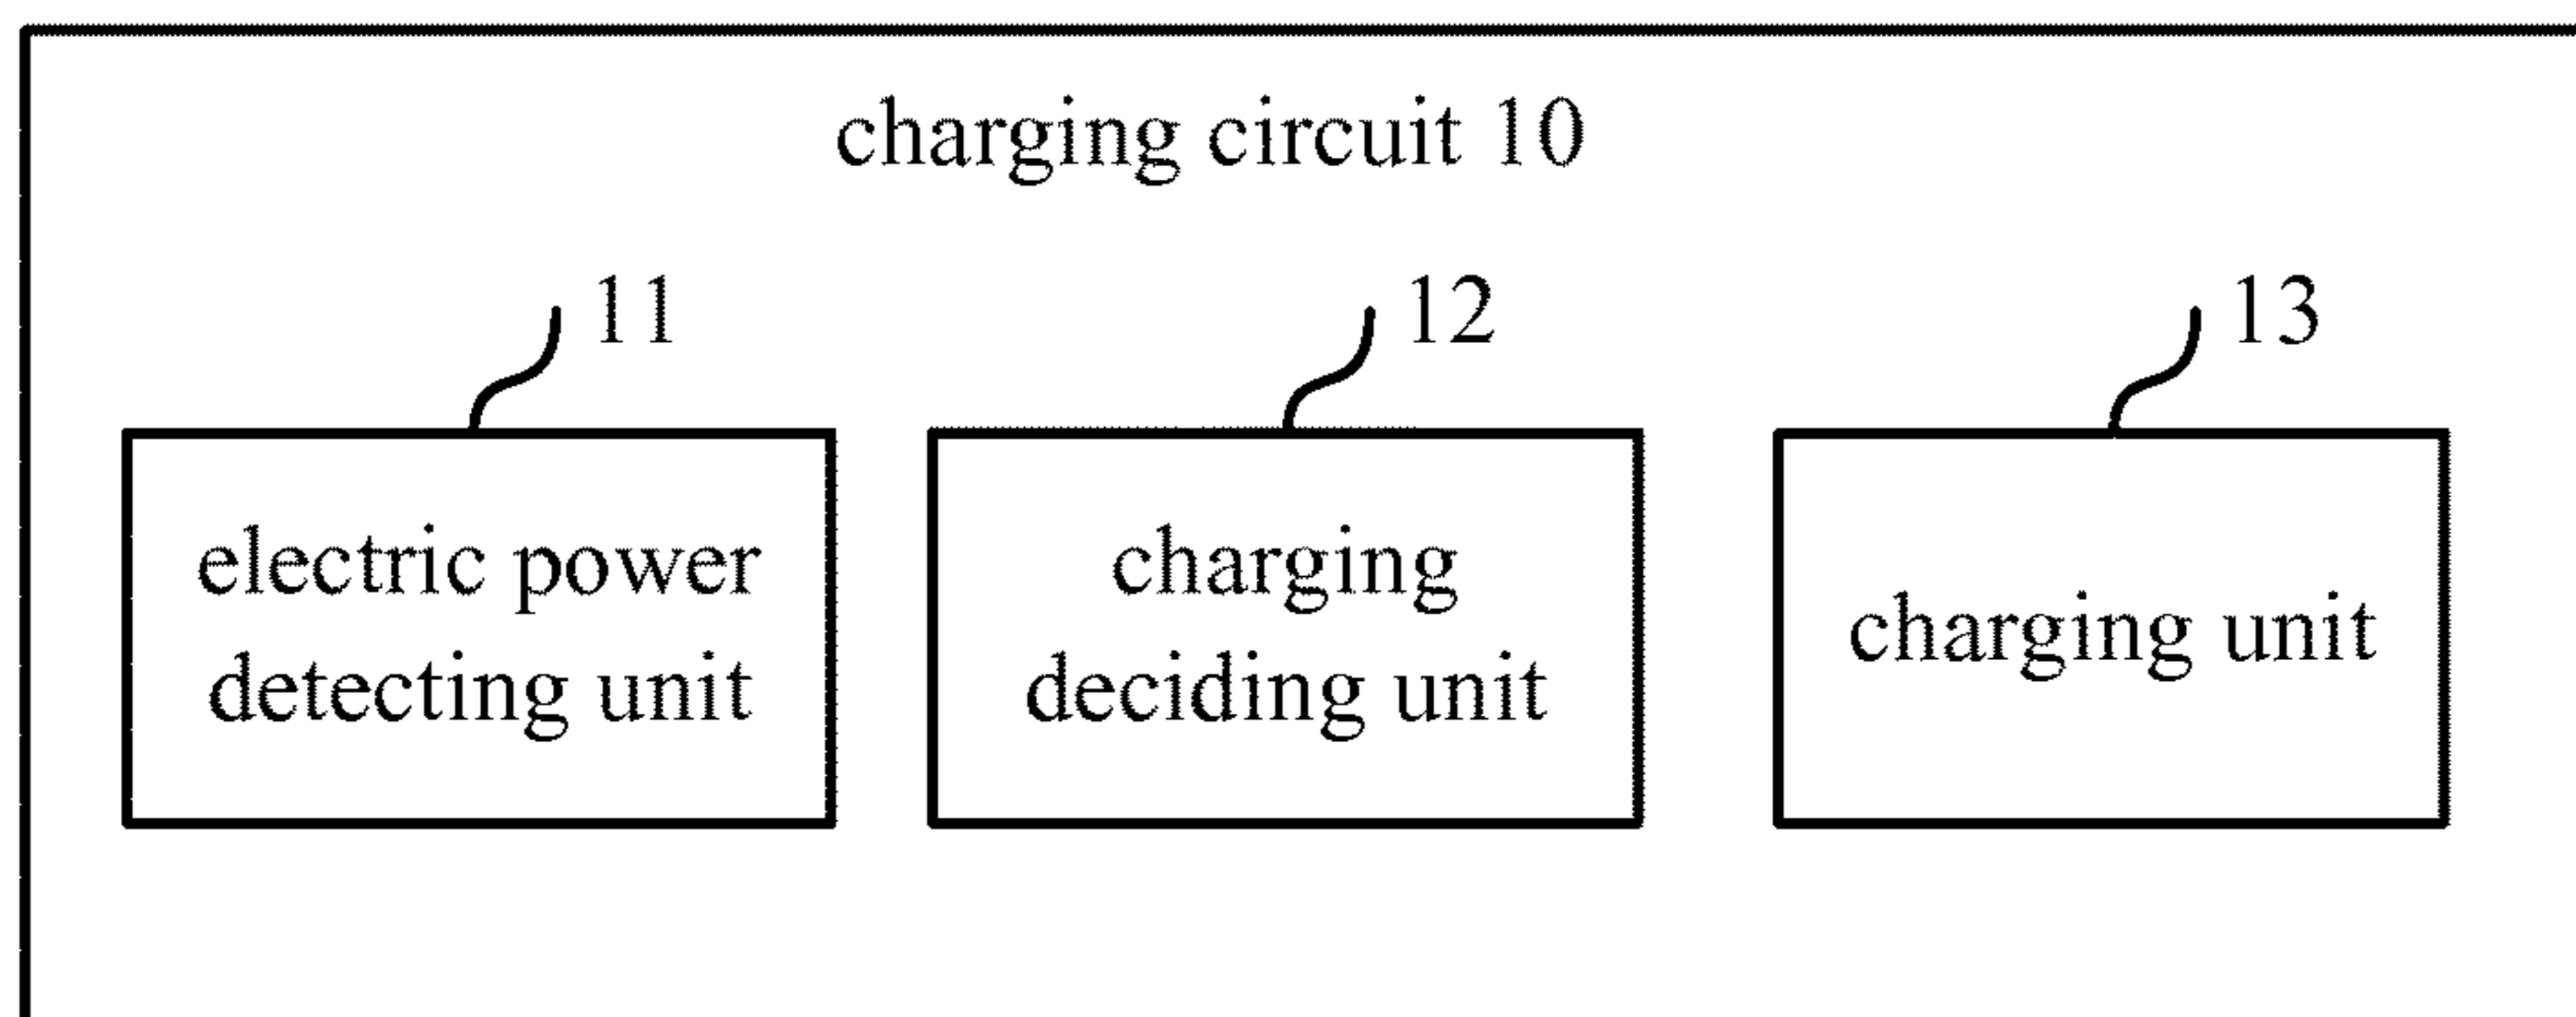 charging circuit 10
11
12
13
electric power
detecting unit
charging
deciding unit
charging unit